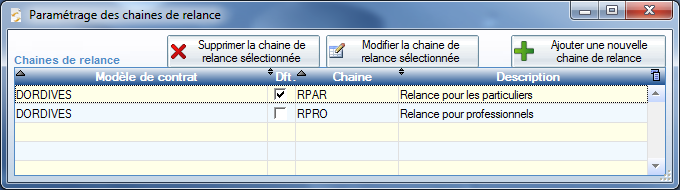 Paramétrage des chaines de relance
Chaines de relance
Supprimer la chaine de
relance sélectionnée
Modifier la chaine de
relance sélectionnée
Ajouter une nouvelle
chaine de relance
Modèle de contrat Dft Chaine Description
DORDIVES RPAR Relance pour les particuliers
DORDIVES RPRO Relance pour professionnels